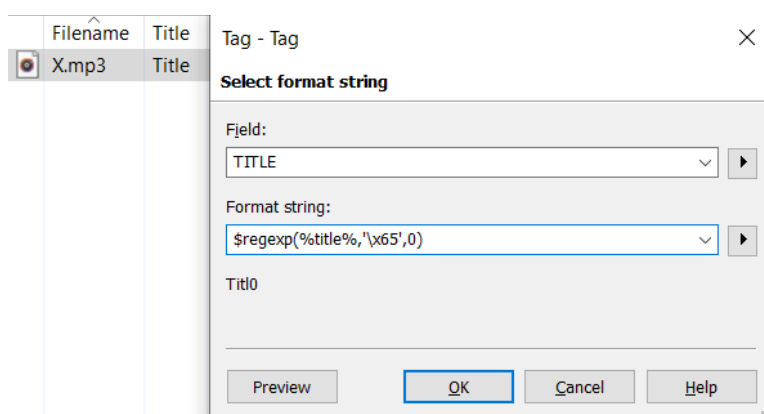 Filename Title
X.mp3 Title
Tag - Tag
Select format string
Field:
TITLE
Format string:
$regexp(%title%,'\x65',0)
Titl0
Preview OK Cancel Help